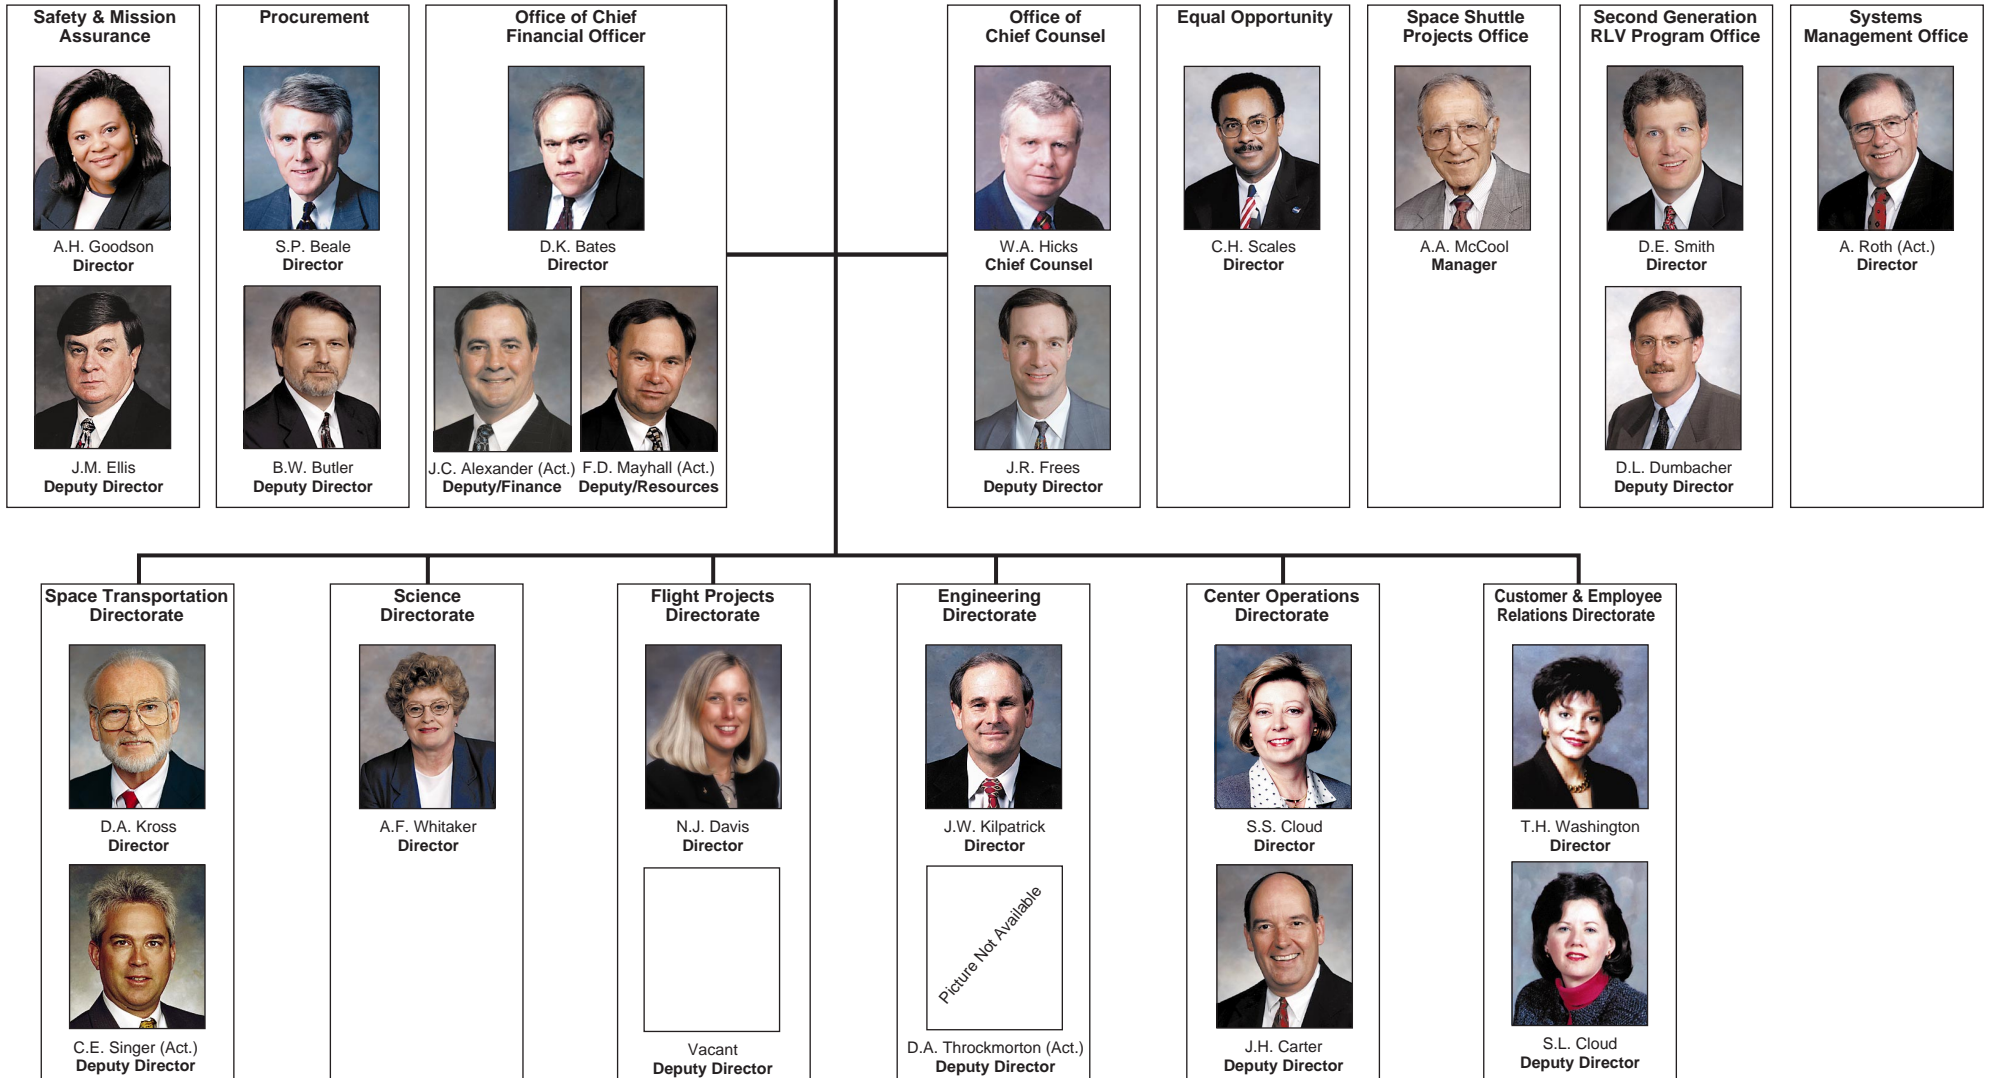 Safety & Mission
Assurance
A.H. Goodson
Director
J.M. Ellis
Deputy Director
Procurement
S.P. Beale
Director
B.W. Butler
Deputy Director
Office of Chief
Financial Officer
D.K. Bates
Director
J.C. Alexander (Act.)
Deputy/Finance
F.D. Mayhall (Act.)
Deputy/Resources
Office of
Chief Counsel
W.A. Hicks
Chief Counsel
J.R. Frees
Deputy Director
Equal Opportunity
C.H. Scales
Director
Space Shuttle
Projects Office
A.A. McCool
Manager
Second Generation
RLV Program Office
D.E. Smith
Director
D.L. Dumbacher
Deputy Director
Systems
Management Office
A. Roth (Act.)
Director
Space Transportation
Directorate
D.A. Kross
Director
C.E. Singer (Act.)
Deputy Director
Science
Directorate
A.F. Whitaker
Director
Flight Projects
Directorate
N.J. Davis
Director
Vacant
Deputy Director
Engineering
Directorate
J.W. Kilpatrick
Director
Picture Not Available
D.A. Throckmorton (Act.)
Deputy Director
Center Operations
Directorate
S.S. Cloud
Director
J.H. Carter
Deputy Director
Customer & Employee
Relations Directorate
T.H. Washington
Director
S.L. Cloud
Deputy Director